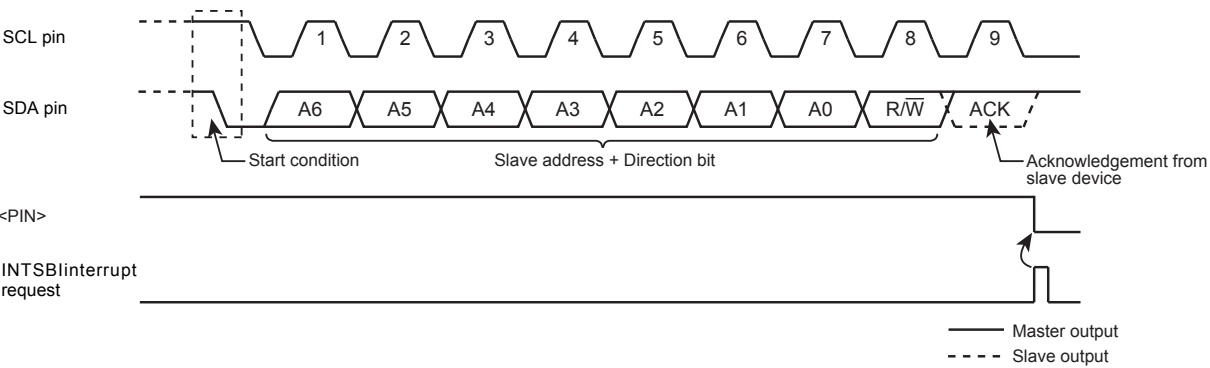 SCL pin
1 2 3 4 5 6 7 8 9
SDA pin
A6 A5 A4 A3 A2 A1 A0 R/W̅ ACK
Start condition
Slave address + Direction bit
Acknowledgement from
slave device
<PIN>
INTSBIinterrupt
request
Master output
Slave output